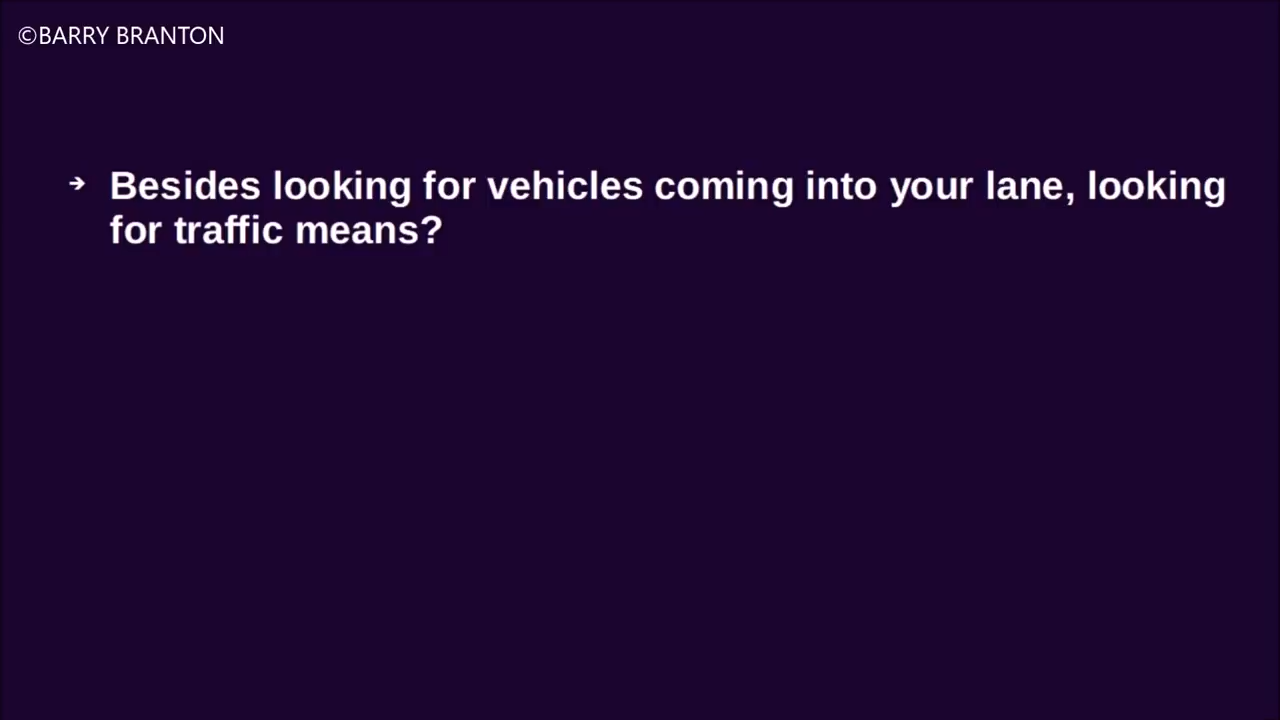 ©BARRY BRANTON
➔ Besides looking for vehicles coming into your lane, looking
for traffic means?